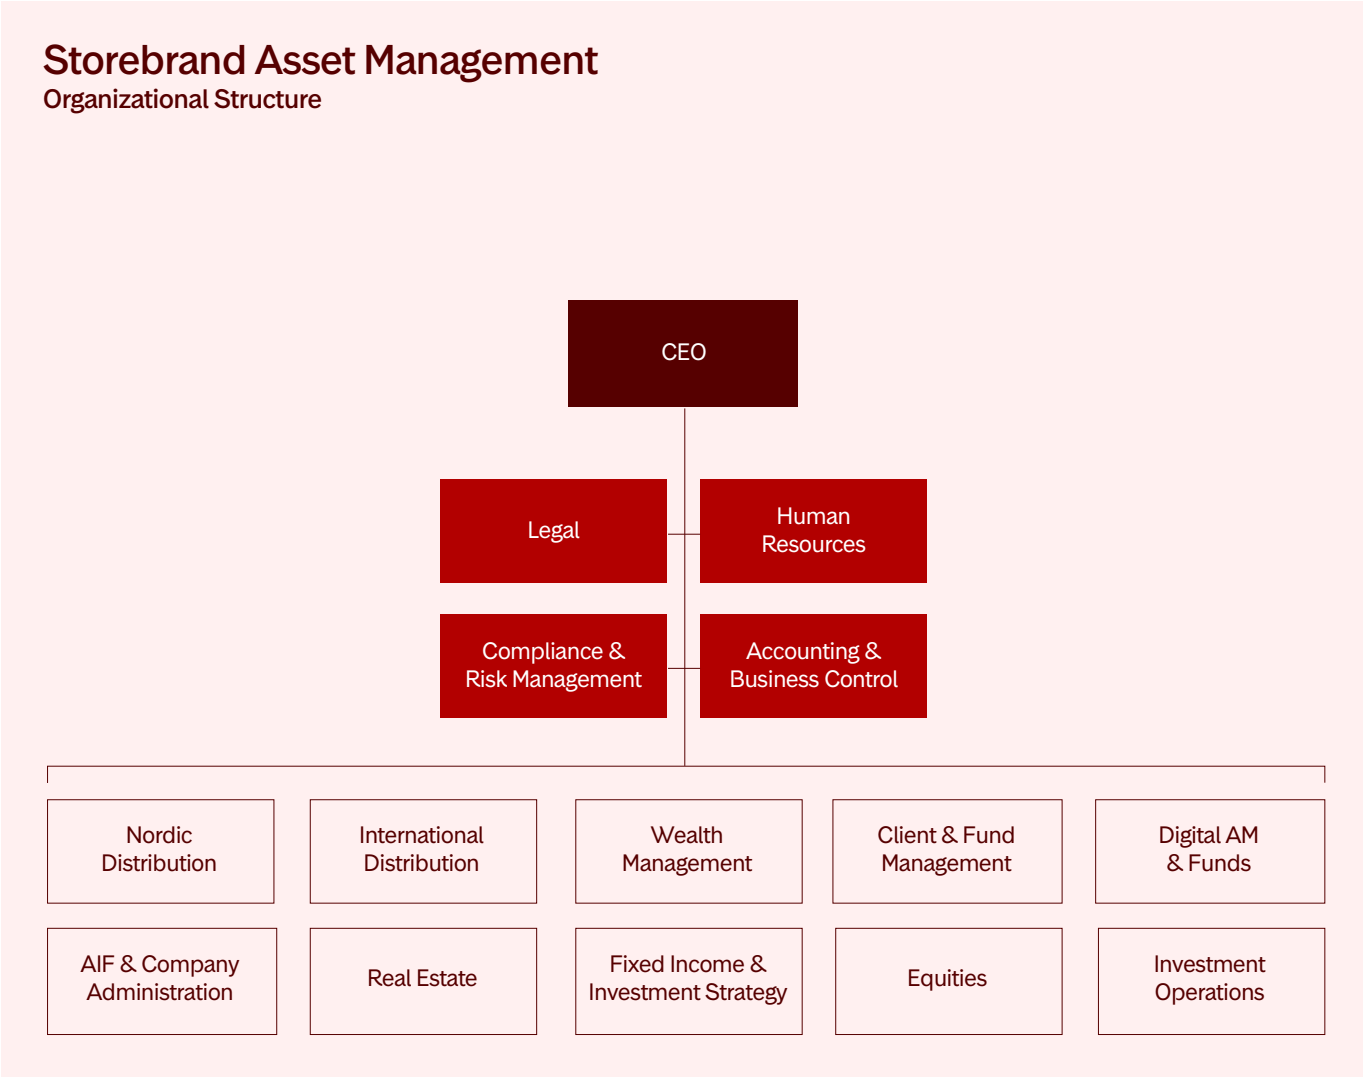 Storebrand Asset Management
Organizational Structure
CEO
Legal
Human
Resources
Compliance &
Risk Management
Accounting &
Business Control
Nordic
Distribution
International
Distribution
Wealth
Management
Client & Fund
Management
Digital AM
& Funds
AIF & Company
Administration
Real Estate
Fixed Income &
Investment Strategy
Equities
Investment
Operations